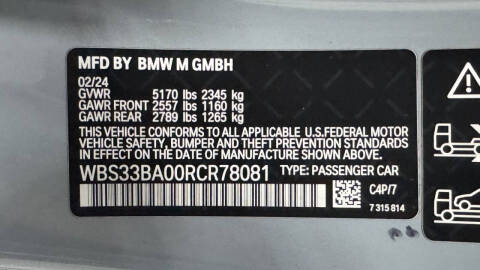 MFD BY BMW M GMBH
02/24
GVWR 5170 lbs 2345 kg
GAWR FRONT 2557 lbs 1160 kg
GAWR REAR 2789 lbs 1265 kg
THIS VEHICLE CONFORMS TO ALL APPLICABLE U.S.FEDERAL MOTOR
VEHICLE SAFETY, BUMPER, AND THEFT PREVENTION STANDARDS
IN EFFECT ON THE DATE OF MANUFACTURE SHOWN ABOVE.
WBS33BA00RCR78081 TYPE: PASSENGER CAR
C4P/7
7 315 814